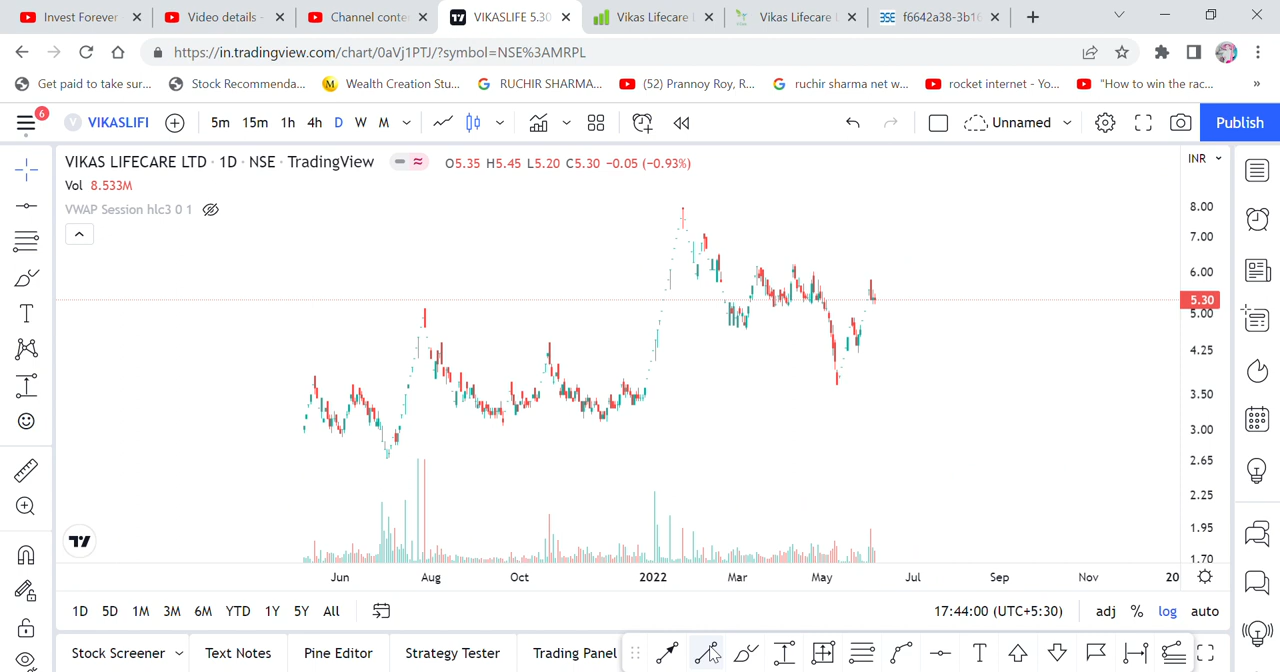 Invest Forever
Video details -
Channel conte
VIKASLIFE 5.30
Vikas Lifecare
Vikas Lifecare
f6642a38-3b16
https://in.tradingview.com/chart/0aVj1PTJ/?symbol=NSE%3AMRPL
Get paid to take sur...
Stock Recommenda...
Wealth Creation Stu...
RUCHIR SHARMA...
(52) Prannoy Roy, R...
ruchir sharma net w...
rocket internet - Yo...
"How to win the rac...
»
6
V VIKASLIFI
5m 15m 1h 4h D W M
Unnamed
Publish
VIKAS LIFECARE LTD · 1D · NSE · TradingView
O5.35 H5.45 L5.20 C5.30 −0.05 (−0.93%)
INR
Vol 8.533M
VWAP Session hlc3 0 1
8.00
7.00
6.00
5.30
5.00
4.25
3.50
3.00
2.65
2.25
1.95
1.70
Jun Aug Oct 2022 Mar May Jul Sep Nov 20
1D 5D 1M 3M 6M YTD 1Y 5Y All
17:44:00 (UTC+5:30)
adj % log auto
Stock Screener
Text Notes
Pine Editor
Strategy Tester
Trading Panel